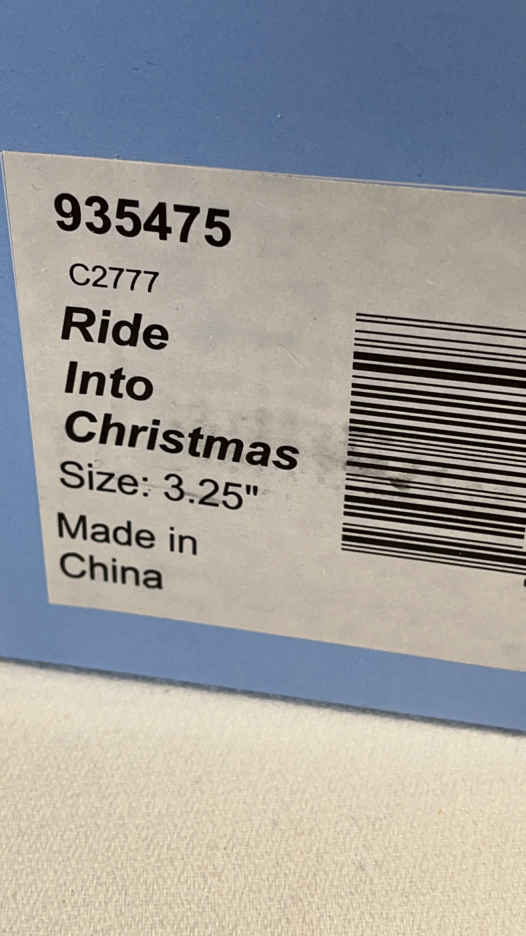 935475
C2777
Ride
Into
Christmas
Size: 3.25"
Made in
China